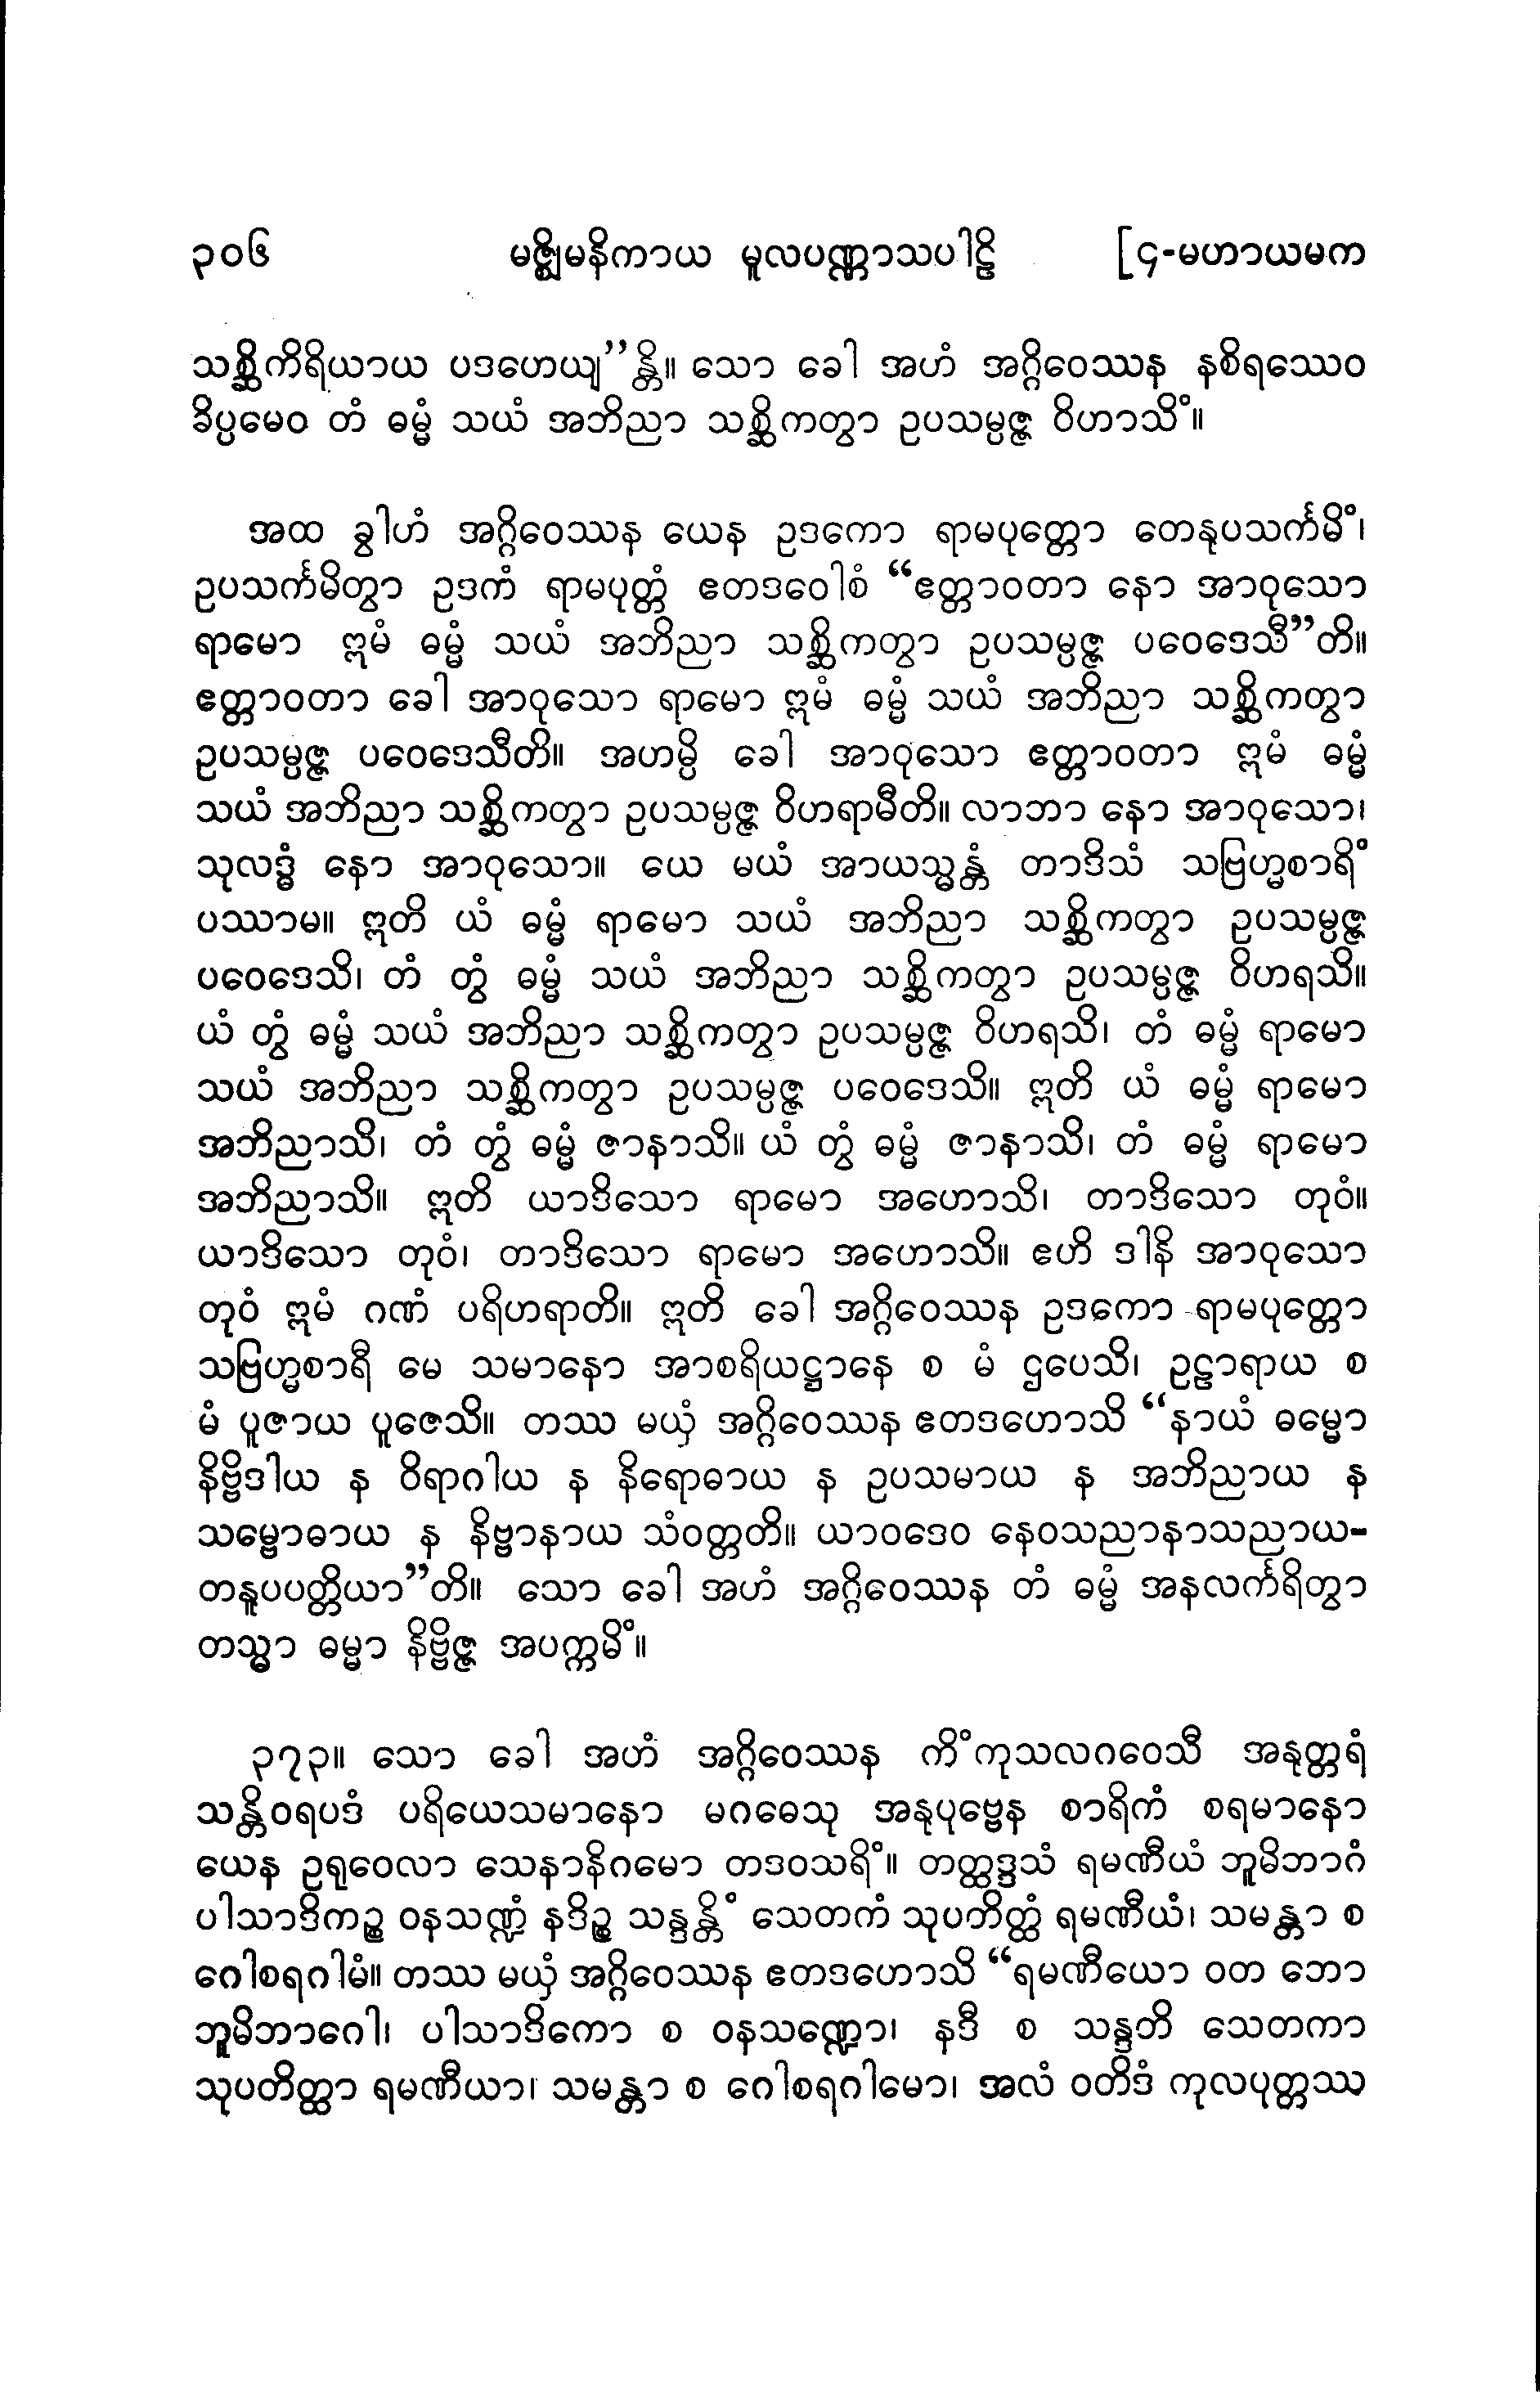 ၃၀၆ မဇ္ဈိမနိကာယ မူလပဏ္ဏာသပါဠိ [၄-မဟာယမက
သစ္ဆိကိရိယာယ ပဒဟေယျ”န္တိ။ သော ခေါ အဟံ အဂ္ဂိဝေဿန နစိရဿေဝ
ခိပ္ပမေဝ တံ ဓမ္မံ သယံ အဘိညာ သစ္ဆိကတွာ ဥပသမ္ပဇ္ဇ ဝိဟာသိံ။
အထ ခွါဟံ အဂ္ဂိဝေဿန ယေန ဥဒကော ရာမပုတ္တော တေနုပသင်္ကမိံ၊
ဥပသင်္ကမိတွာ ဥဒကံ ရာမပုတ္တံ ဧတဒဝေါစံ “ဧတ္တာဝတာ နော အာဝုသော
ရာမော ဣမံ ဓမ္မံ သယံ အဘိညာ သစ္ဆိကတွာ ဥပသမ္ပဇ္ဇ ပဝေဒေသီ”တိ။
ဧတ္တာဝတာ ခေါ အာဝုသော ရာမော ဣမံ ဓမ္မံ သယံ အဘိညာ သစ္ဆိကတွာ
ဥပသမ္ပဇ္ဇ ပဝေဒေသီတိ။ အဟမ္ပိ ခေါ အာဝုသော ဧတ္တာဝတာ ဣမံ ဓမ္မံ
သယံ အဘိညာ သစ္ဆိကတွာ ဥပသမ္ပဇ္ဇ ဝိဟရာမီတိ။ လာဘာ နော အာဝုသော၊
သုလဒ္ဓံ နော အာဝုသော။ ယေ မယံ အာယသ္မန္တံ တာဒိသံ သဗြဟ္မစာရိံ
ပဿာမ။ ဣတိ ယံ ဓမ္မံ ရာမော သယံ အဘိညာ သစ္ဆိကတွာ ဥပသမ္ပဇ္ဇ
ပဝေဒေသိ၊ တံ တွံ ဓမ္မံ သယံ အဘိညာ သစ္ဆိကတွာ ဥပသမ္ပဇ္ဇ ဝိဟရသိ။
ယံ တွံ ဓမ္မံ သယံ အဘိညာ သစ္ဆိကတွာ ဥပသမ္ပဇ္ဇ ဝိဟရသိ၊ တံ ဓမ္မံ ရာမော
သယံ အဘိညာ သစ္ဆိကတွာ ဥပသမ္ပဇ္ဇ ပဝေဒေသိ။ ဣတိ ယံ ဓမ္မံ ရာမော
အဘိညာသိ၊ တံ တွံ ဓမ္မံ ဇာနာသိ။ ယံ တွံ ဓမ္မံ ဇာနာသိ၊ တံ ဓမ္မံ ရာမော
အဘိညာသိ။ ဣတိ ယာဒိသော ရာမော အဟောသိ၊ တာဒိသော တုဝံ။
ယာဒိသော တုဝံ၊ တာဒိသော ရာမော အဟောသိ။ ဧဟိ ဒါနိ အာဝုသော
တုဝံ ဣမံ ဂဏံ ပရိဟရာတိ။ ဣတိ ခေါ အဂ္ဂိဝေဿန ဥဒကော ရာမပုတ္တော
သဗြဟ္မစာရီ မေ သမာနော အာစရိယဋ္ဌာနေ စ မံ ဌပေသိ၊ ဥဠာရာယ စ
မံ ပူဇာယ ပူဇေသိ။ တဿ မယှံ အဂ္ဂိဝေဿန ဧတဒဟောသိ “နာယံ ဓမ္မော
နိဗ္ဗိဒါယ န ဝိရာဂါယ န နိရောဓာယ န ဥပသမာယ န အဘိညာယ န
သမ္ဗောဓာယ န နိဗ္ဗာနာယ သံဝတ္တတိ။ ယာဝဒေဝ နေဝသညာနာသညာယ-
တနူပပတ္တိယာ”တိ။ သော ခေါ အဟံ အဂ္ဂိဝေဿန တံ ဓမ္မံ အနလင်္ကရိတွာ
တသ္မာ ဓမ္မာ နိဗ္ဗိဇ္ဇ အပက္ကမိံ။
၃၇၃။ သော ခေါ အဟံ အဂ္ဂိဝေဿန ကိံကုသလဂဝေသီ အနုတ္တရံ
သန္တိဝရပဒံ ပရိယေသမာနော မဂဓေသု အနုပုဗ္ဗေန စာရိကံ စရမာနော
ယေန ဥရုဝေလာ သေနာနိဂမော တဒဝသရိံ။ တတ္ထဒ္ဒသံ ရမဏီယံ ဘူမိဘာဂံ
ပါသာဒိကဉ္စ ဝနသဏ္ဍံ နဒိဉ္စ သန္ဒန္တိံ သေတကံ သုပတိတ္ထံ ရမဏီယံ၊ သမန္တာ စ
ဂေါစရဂါမံ။ တဿ မယှံ အဂ္ဂိဝေဿန ဧတဒဟောသိ “ရမဏီယော ဝတ ဘော
ဘူမိဘာဂေါ၊ ပါသာဒိကော စ ဝနသဏ္ဍော၊ နဒီ စ သန္ဒတိ သေတကာ
သုပတိတ္ထာ ရမဏီယာ၊ သမန္တာ စ ဂေါစရဂါမော၊ အလံ ဝတိဒံ ကုလပုတ္တဿ